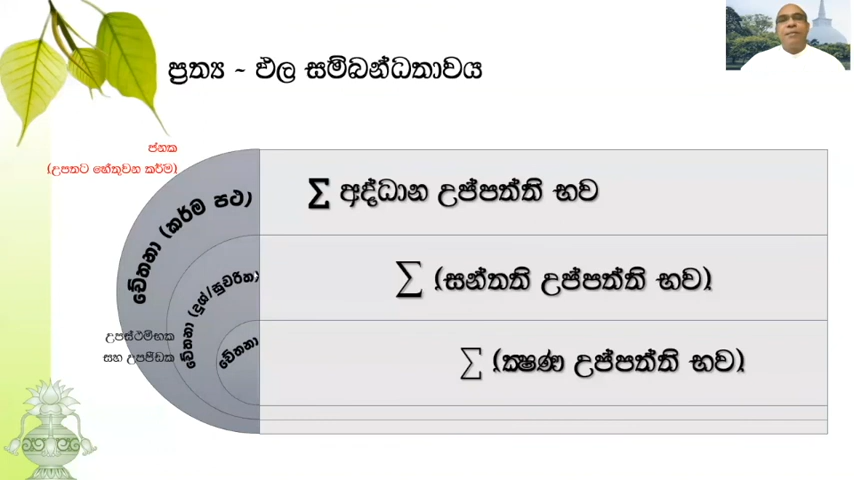 ප්‍රත්‍ය ~ ඵල සම්බන්ධතාවය
ජනක
(උපතට හේතුවන කර්ම)
චේතනා (කර්ම පථ)
∑ අද්ධාන උප්පත්ති භව
චේතනා (දුශ්/සුචරිත)
∑ (සන්තති උප්පත්ති භව)
උපස්ථම්භක
සහ උපපීඩක
චේතනා
∑ (ක්ෂණ උප්පත්ති භව)